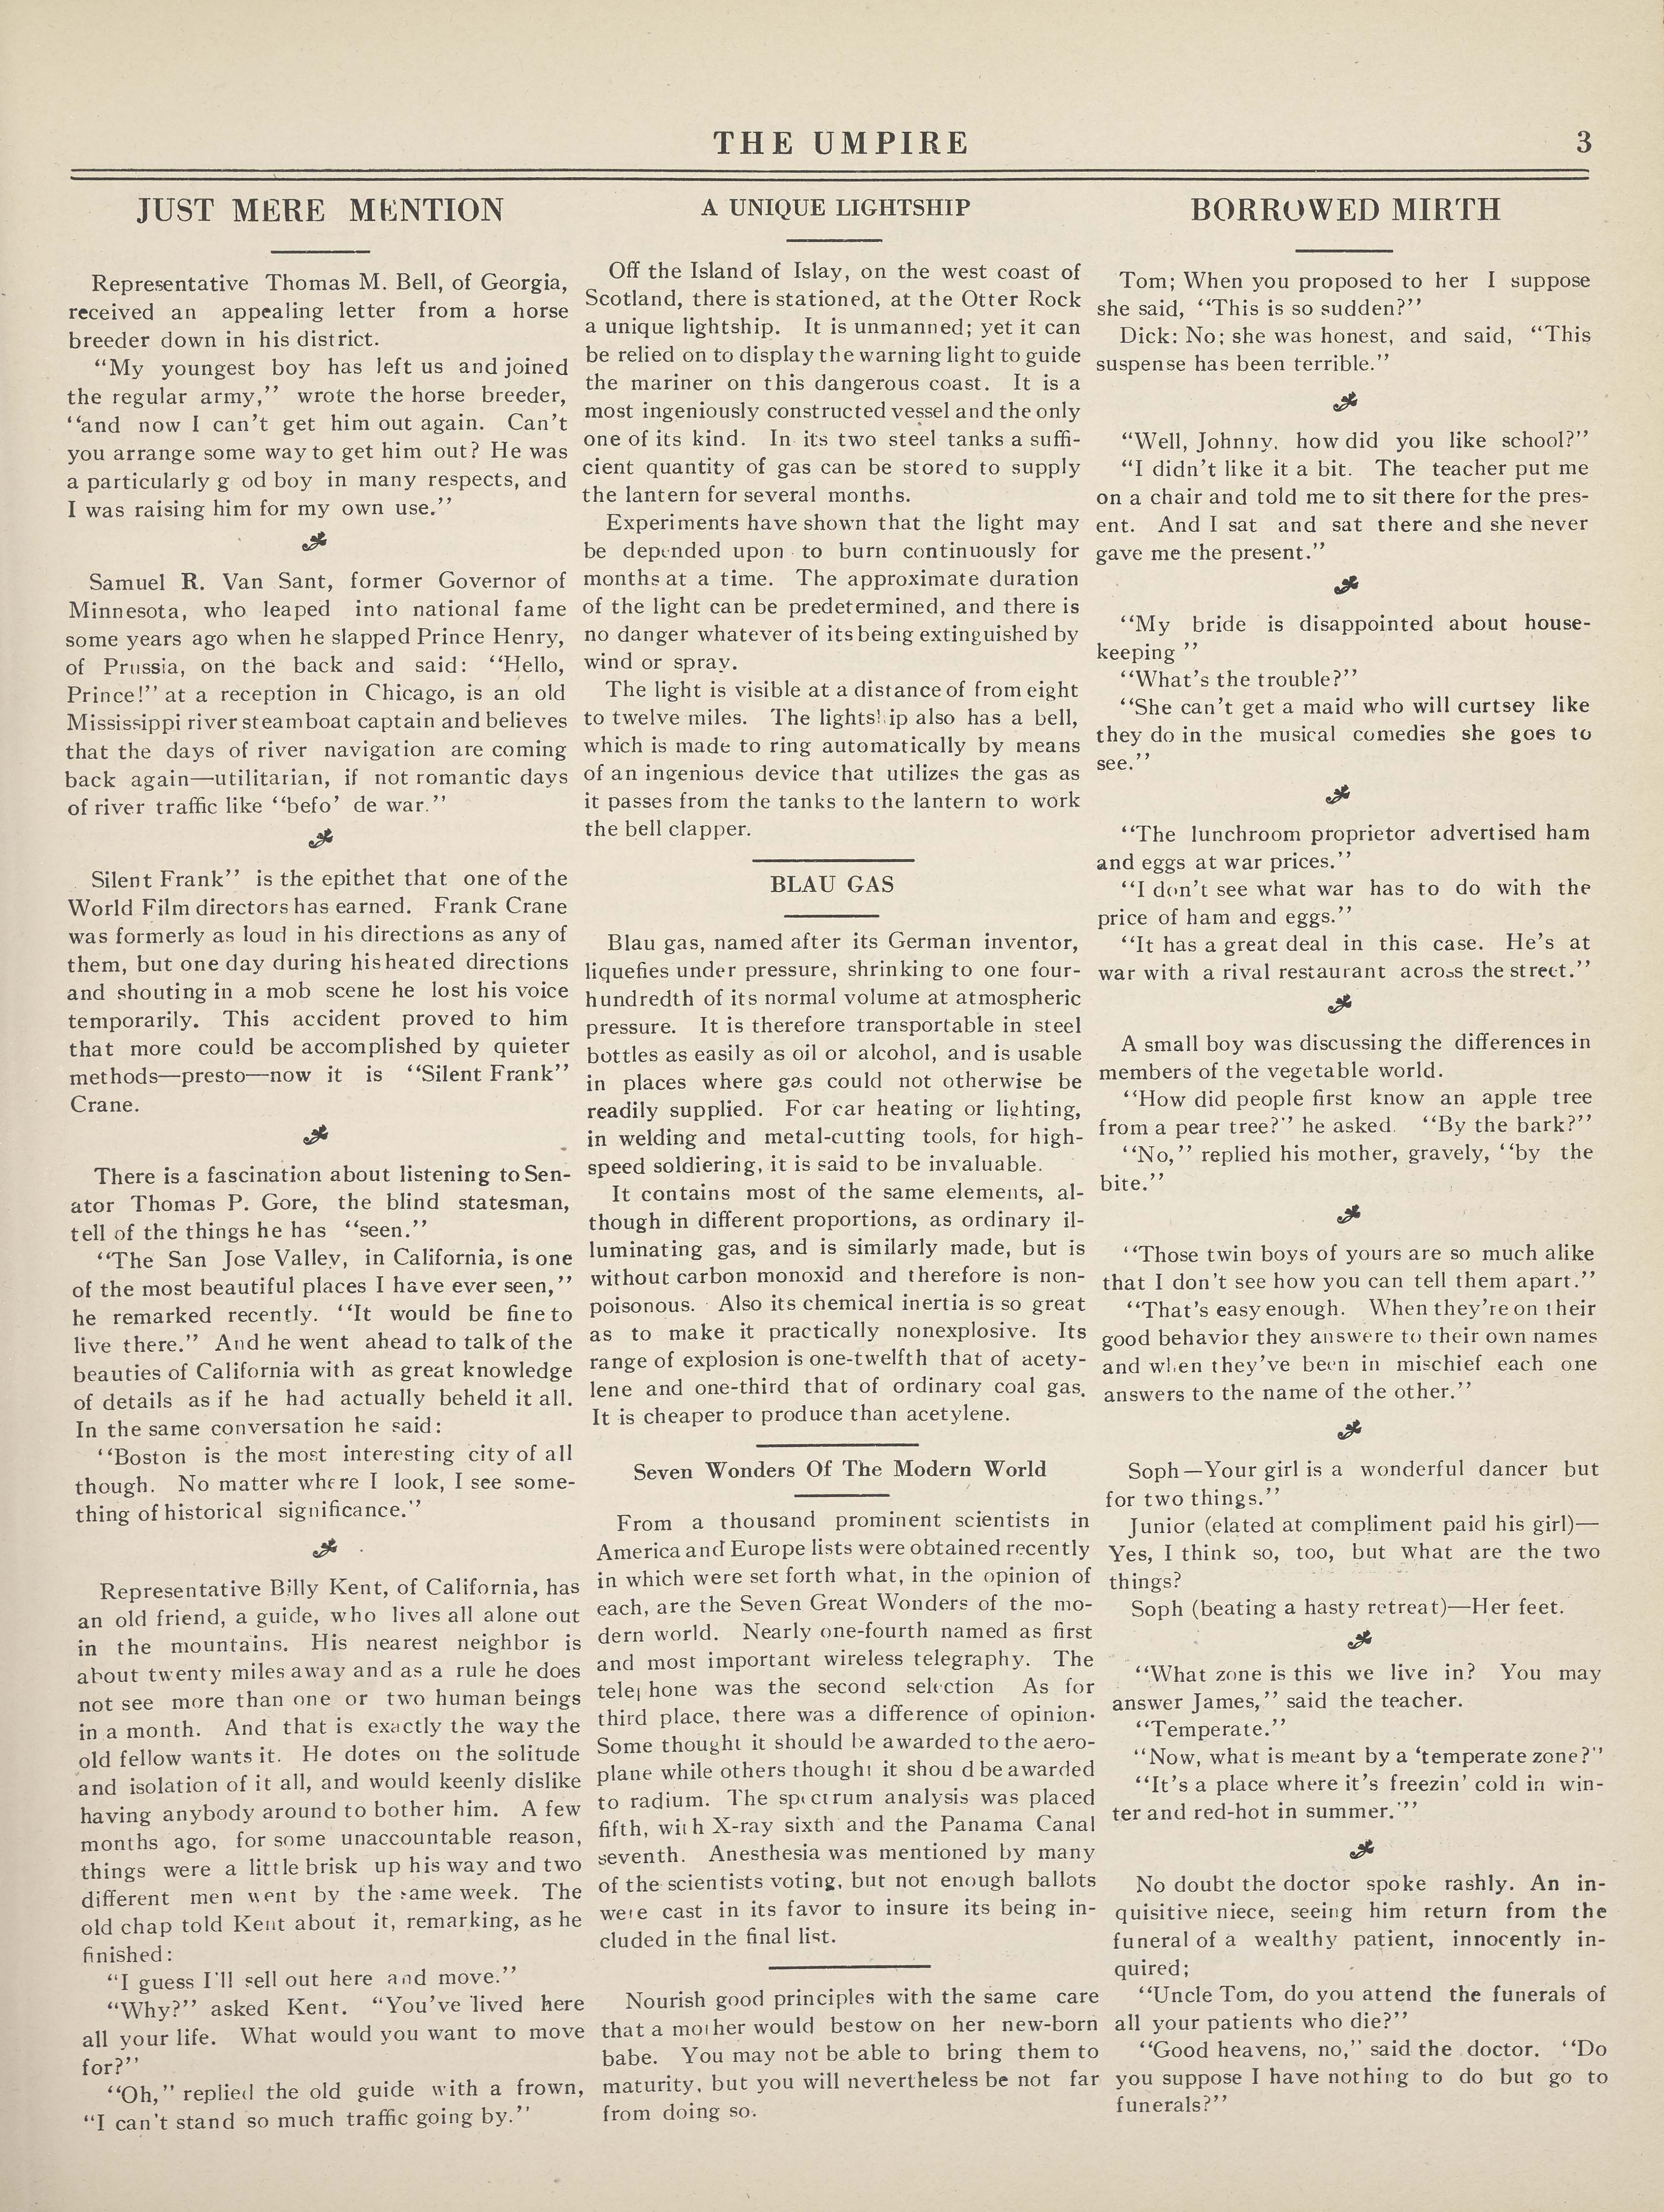 THE UMPIRE
3
JUST MERE MENTION
Representative Thomas M. Bell, of Georgia,
received an appealing letter from a horse
breeder down in his district.
“My youngest boy has left us and joined
the regular army,” wrote the horse breeder,
“and now I can’t get him out again. Can’t
you arrange some way to get him out? He was
a particularly g od boy in many respects, and
I was raising him for my own use.”
Samuel R. Van Sant, former Governor of
Minnesota, who leaped into national fame
some years ago when he slapped Prince Henry,
of Prussia, on the back and said: “Hello,
Prince!” at a reception in Chicago, is an old
Mississippi river steamboat captain and believes
that the days of river navigation are coming
back again—utilitarian, if not romantic days
of river traffic like “befo’ de war.”
Silent Frank” is the epithet that one of the
World Film directors has earned. Frank Crane
was formerly as loud in his directions as any of
them, but one day during his heated directions
and shouting in a mob scene he lost his voice
temporarily. This accident proved to him
that more could be accomplished by quieter
methods—presto—now it is “Silent Frank”
Crane.
There is a fascination about listening to Sen-
ator Thomas P. Gore, the blind statesman,
tell of the things he has “seen.”
“The San Jose Valley, in California, is one
of the most beautiful places I have ever seen,”
he remarked recently. “It would be fine to
live there.” And he went ahead to talk of the
beauties of California with as great knowledge
of details as if he had actually beheld it all.
In the same conversation he said:
“Boston is the most interesting city of all
though. No matter where I look, I see some-
thing of historical significance.”
Representative Billy Kent, of California, has
an old friend, a guide, who lives all alone out
in the mountains. His nearest neighbor is
about twenty miles away and as a rule he does
not see more than one or two human beings
in a month. And that is exactly the way the
old fellow wants it. He dotes on the solitude
and isolation of it all, and would keenly dislike
having anybody around to bother him. A few
months ago, for some unaccountable reason,
things were a little brisk up his way and two
different men went by the same week. The
old chap told Kent about it, remarking, as he
finished:
“I guess I’ll sell out here and move.”
“Why?” asked Kent. “You’ve lived here
all your life. What would you want to move
for?”
“Oh,” replied the old guide with a frown,
“I can’t stand so much traffic going by.”
A UNIQUE LIGHTSHIP
Off the Island of Islay, on the west coast of
Scotland, there is stationed, at the Otter Rock
a unique lightship. It is unmanned; yet it can
be relied on to display the warning light to guide
the mariner on this dangerous coast. It is a
most ingeniously constructed vessel and the only
one of its kind. In its two steel tanks a suffi-
cient quantity of gas can be stored to supply
the lantern for several months.
Experiments have shown that the light may
be depended upon to burn continuously for
months at a time. The approximate duration
of the light can be predetermined, and there is
no danger whatever of its being extinguished by
wind or spray.
The light is visible at a distance of from eight
to twelve miles. The lightship also has a bell,
which is made to ring automatically by means
of an ingenious device that utilizes the gas as
it passes from the tanks to the lantern to work
the bell clapper.
BLAU GAS
Blau gas, named after its German inventor,
liquefies under pressure, shrinking to one four-
hundredth of its normal volume at atmospheric
pressure. It is therefore transportable in steel
bottles as easily as oil or alcohol, and is usable
in places where gas could not otherwise be
readily supplied. For car heating or lighting,
in welding and metal-cutting tools, for high-
speed soldiering, it is said to be invaluable.
It contains most of the same elements, al-
though in different proportions, as ordinary il-
luminating gas, and is similarly made, but is
without carbon monoxid and therefore is non-
poisonous. Also its chemical inertia is so great
as to make it practically nonexplosive. Its
range of explosion is one-twelfth that of acety-
lene and one-third that of ordinary coal gas.
It is cheaper to produce than acetylene.
Seven Wonders Of The Modern World
From a thousand prominent scientists in
America and Europe lists were obtained recently
in which were set forth what, in the opinion of
each, are the Seven Great Wonders of the mo-
dern world. Nearly one-fourth named as first
and most important wireless telegraphy. The
telephone was the second selection As for
third place, there was a difference of opinion.
Some thought it should be awarded to the aero-
plane while others thought it shou d be awarded
to radium. The spectrum analysis was placed
fifth, with X-ray sixth and the Panama Canal
seventh. Anesthesia was mentioned by many
of the scientists voting, but not enough ballots
were cast in its favor to insure its being in-
cluded in the final list.
Nourish good principles with the same care
that a mother would bestow on her new-born
babe. You may not be able to bring them to
maturity, but you will nevertheless be not far
from doing so.
BORROWED MIRTH
Tom; When you proposed to her I suppose
she said, “This is so sudden?”
Dick: No; she was honest, and said, “This
suspense has been terrible.”
“Well, Johnny, how did you like school?”
“I didn’t like it a bit. The teacher put me
on a chair and told me to sit there for the pres-
ent. And I sat and sat there and she never
gave me the present.”
“My bride is disappointed about house-
keeping ”
“What’s the trouble?”
“She can’t get a maid who will curtsey like
they do in the musical comedies she goes to
see.”
“The lunchroom proprietor advertised ham
and eggs at war prices.”
“I don’t see what war has to do with the
price of ham and eggs.”
“It has a great deal in this case. He’s at
war with a rival restaurant across the street.”
A small boy was discussing the differences in
members of the vegetable world.
“How did people first know an apple tree
from a pear tree?” he asked. “By the bark?”
“No,” replied his mother, gravely, “by the
bite.”
“Those twin boys of yours are so much alike
that I don’t see how you can tell them apart.”
“That’s easy enough. When they’re on their
good behavior they answere to their own names
and when they’ve been in mischief each one
answers to the name of the other.”
Soph—Your girl is a wonderful dancer but
for two things.”
Junior (elated at compliment paid his girl)—
Yes, I think so, too, but what are the two
things?
Soph (beating a hasty retreat)—Her feet.
“What zone is this we live in? You may
answer James,” said the teacher.
“Temperate.”
“Now, what is meant by a ‘temperate zone?’’
“It’s a place where it’s freezin’ cold in win-
ter and red-hot in summer.’”
No doubt the doctor spoke rashly. An in-
quisitive niece, seeing him return from the
funeral of a wealthy patient, innocently in-
quired;
“Uncle Tom, do you attend the funerals of
all your patients who die?”
“Good heavens, no,” said the doctor. “Do
you suppose I have nothing to do but go to
funerals?”